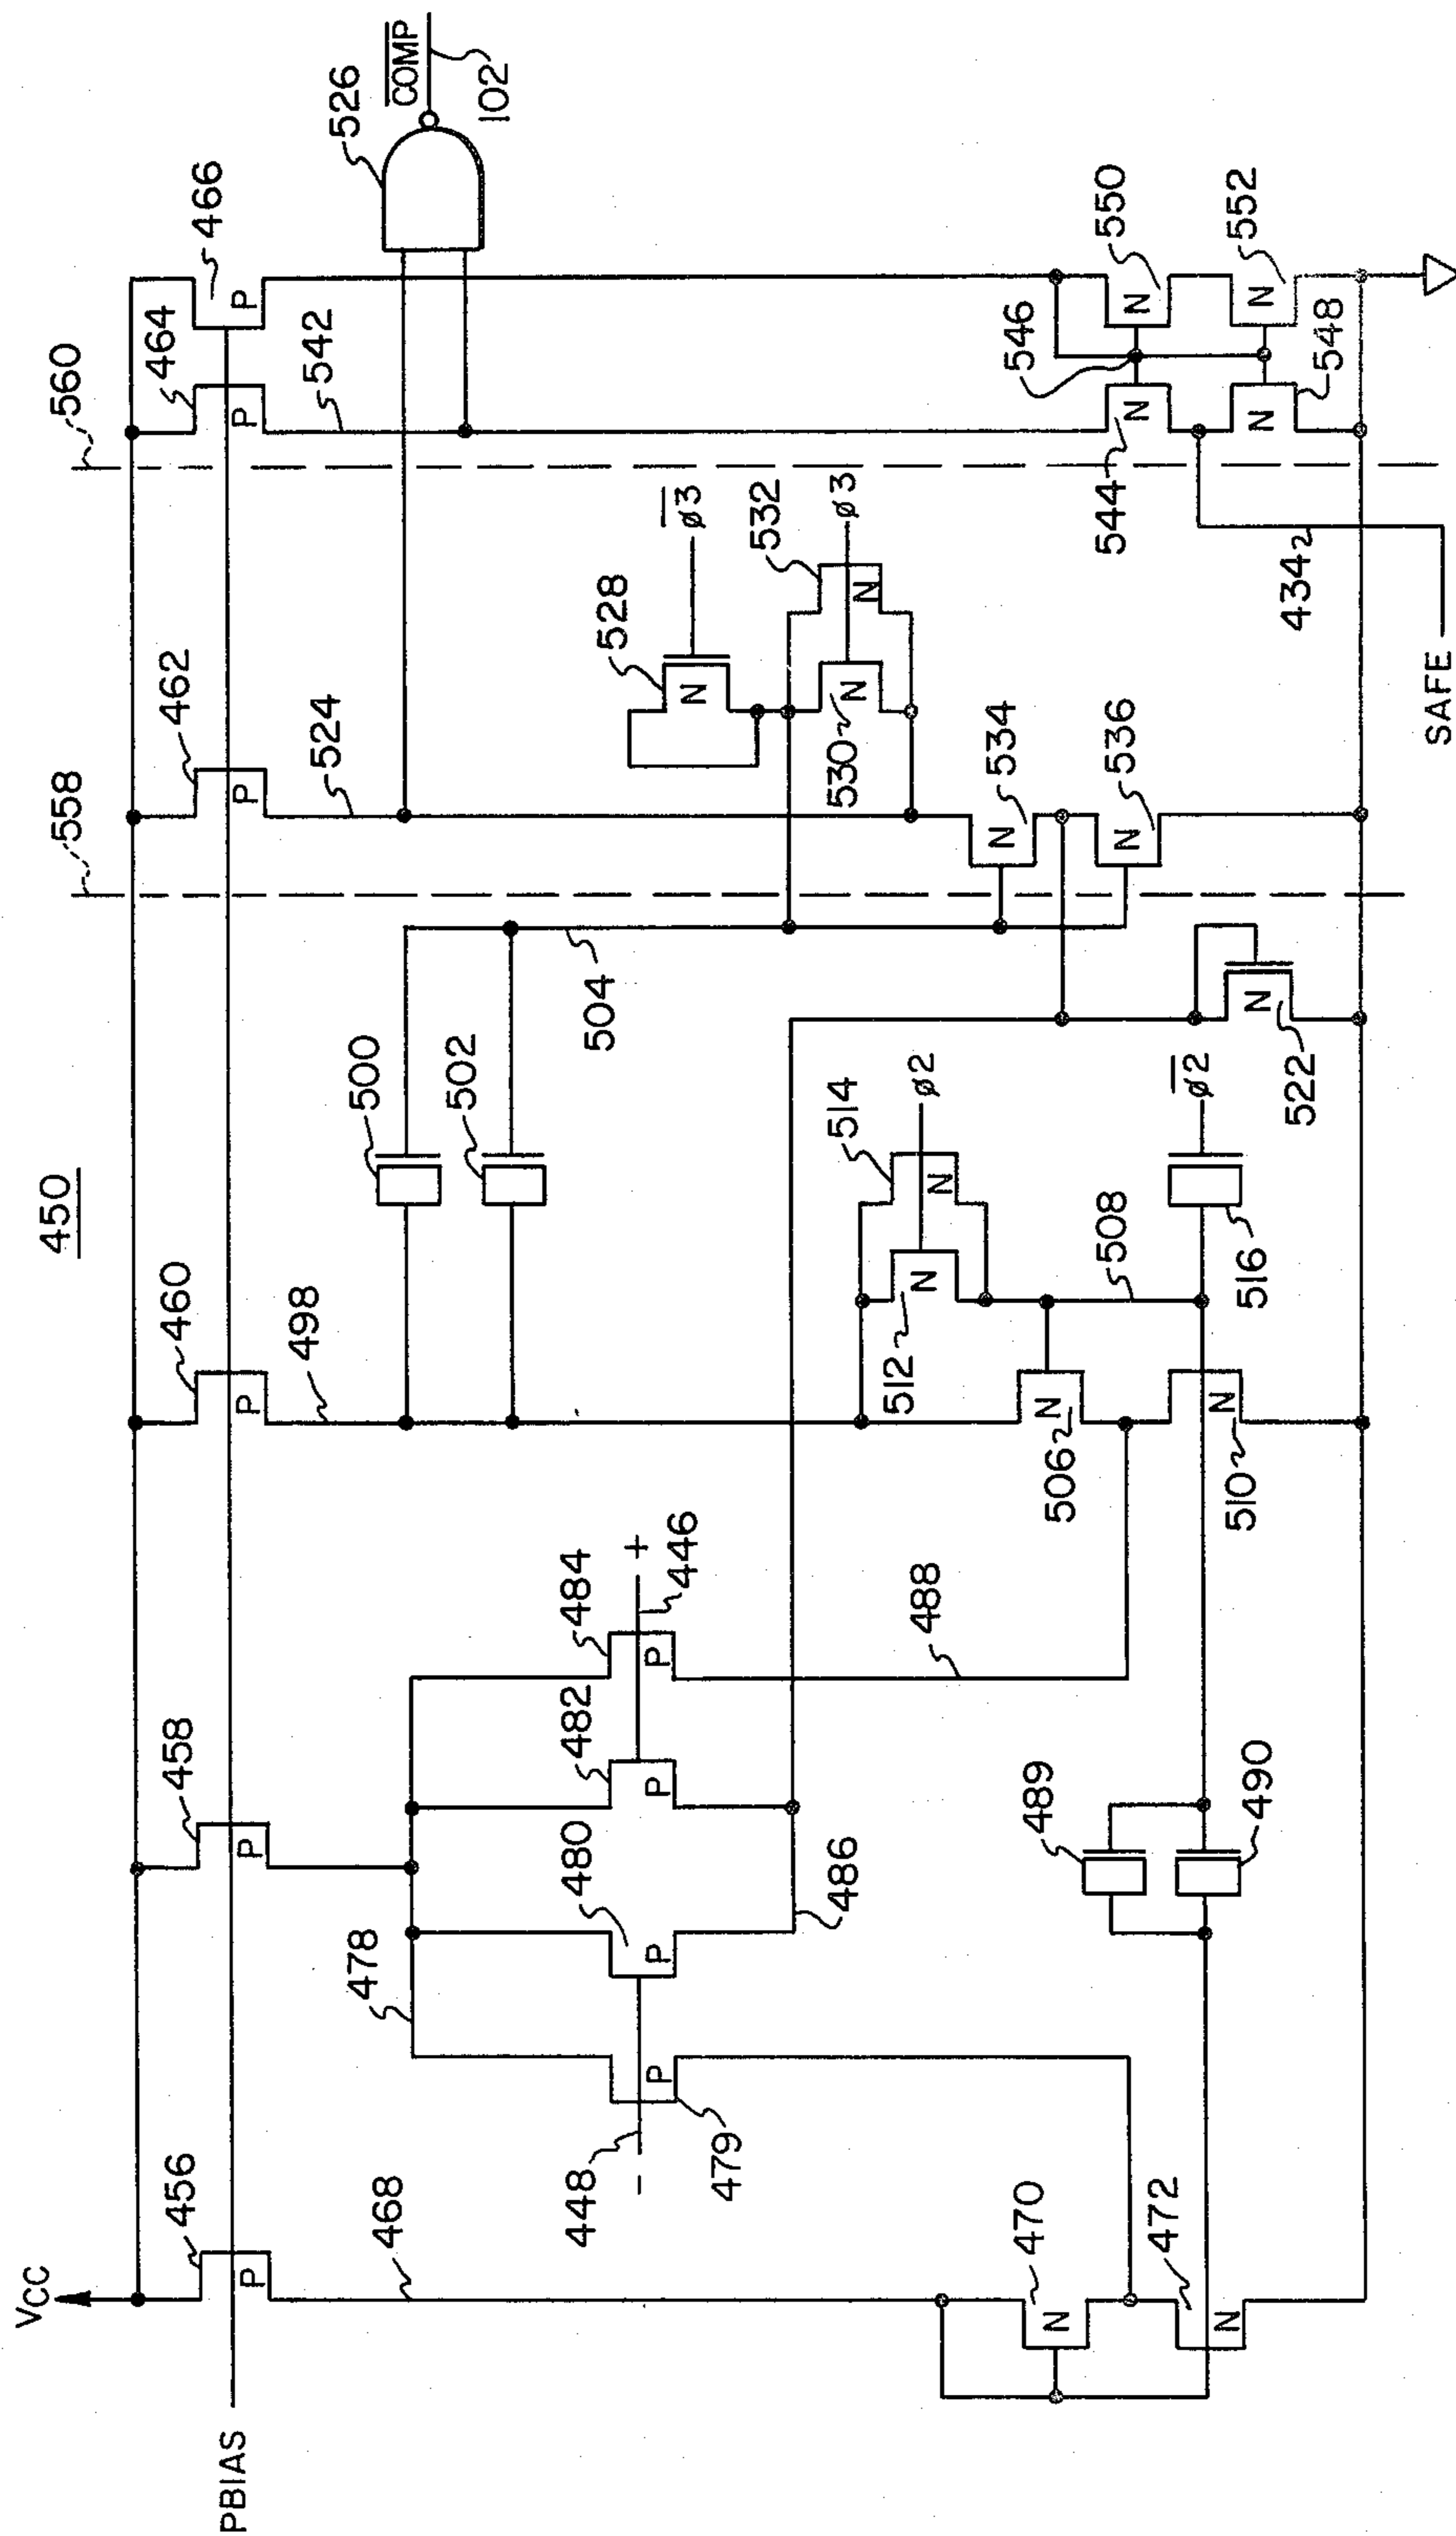 450
VCC
PBIAS
456
458
460
462
464
466
558
560
P
P
P
P
P
P
468
478
498
524
542
526
COMP
102
500
502
504
448
-
479
P
480
P
482
P
484
P
+
446
486
488
528
N
ø3
532
N
ø3
530
N
514
N
ø2
512
N
534
N
536
N
546
544
N
550
N
552
N
548
N
434
SAFE
470
N
472
N
489
490
506
N
508
510
N
516
ø2
522
N